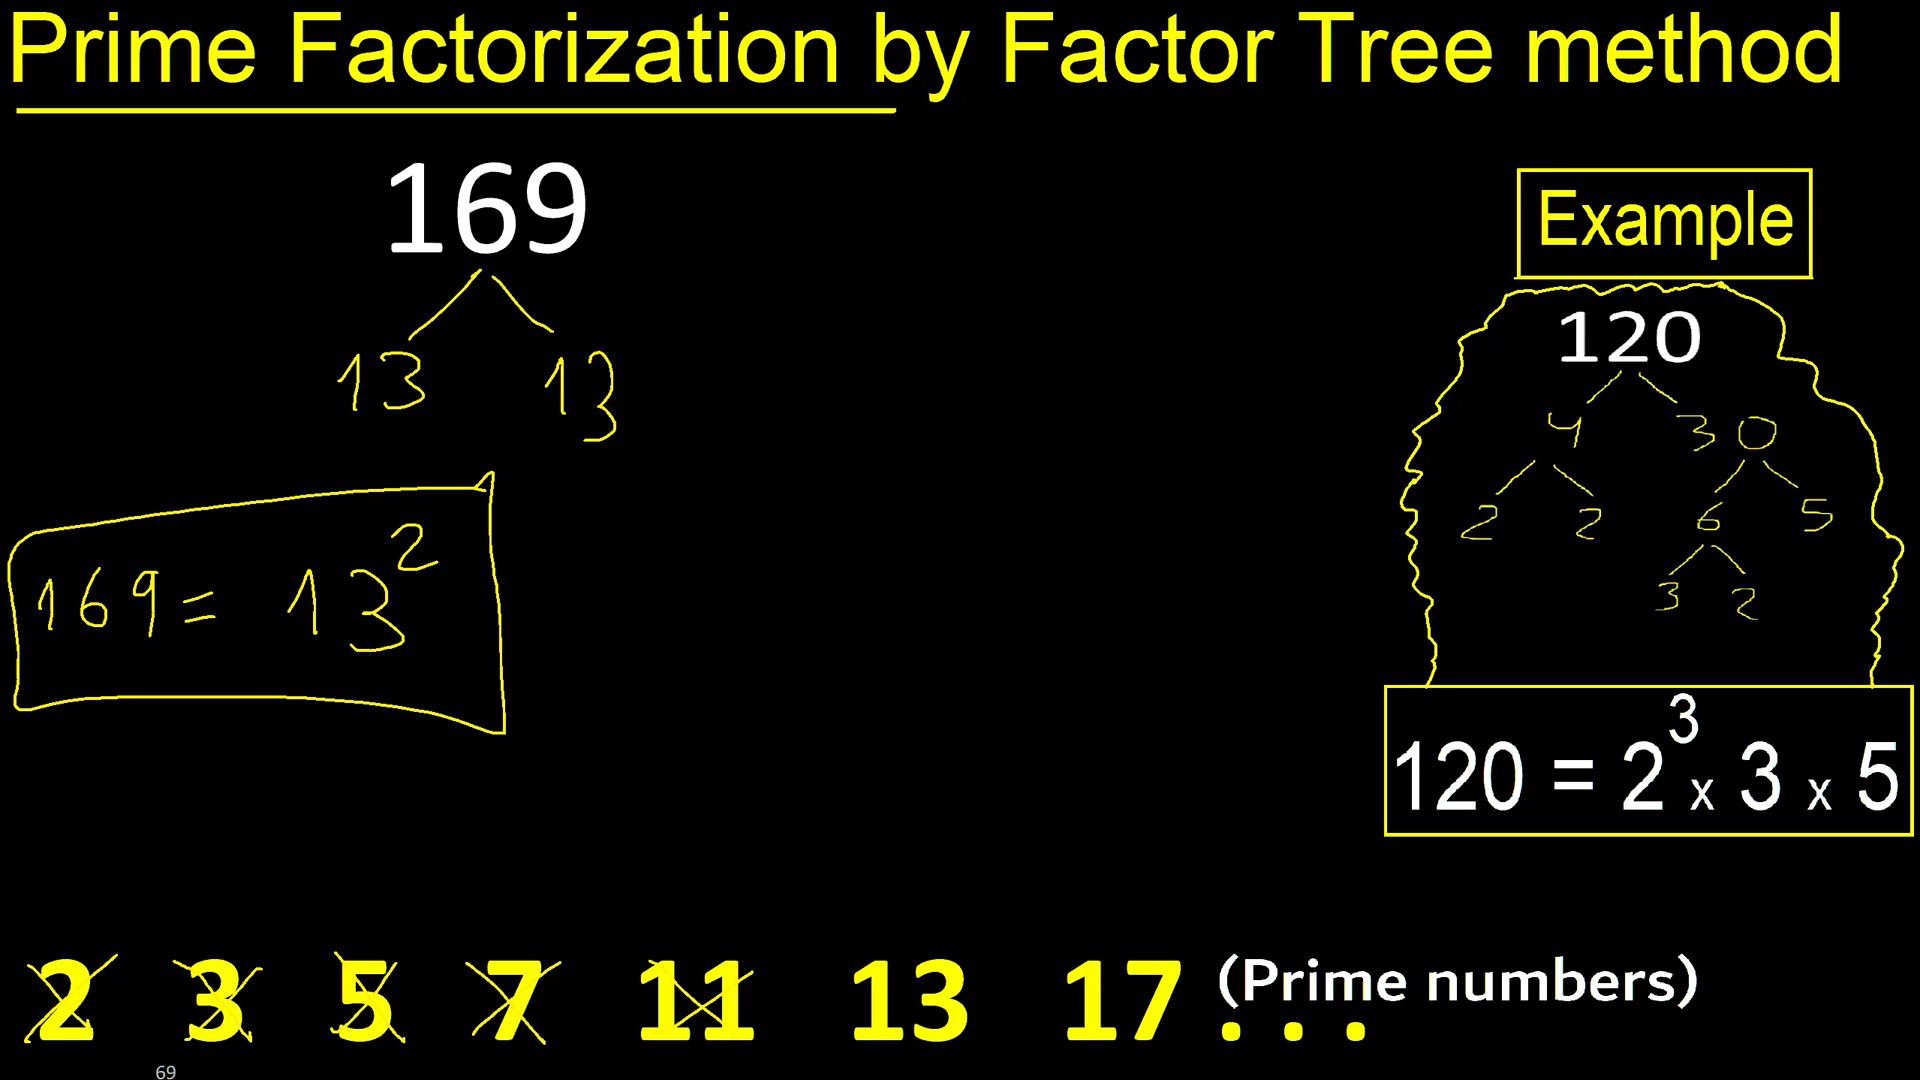 Prime Factorization by Factor Tree method
169
13 13
169 = 13²
Example
120
4 30
2 2 6 5
3 2
120 = 2³ x 3 x 5
2 3 5 7 11 13 17 . . . (Prime numbers)
69